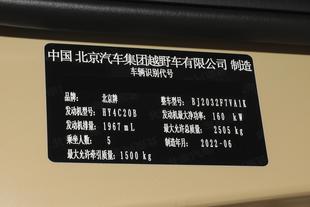 中国 北京汽车集团越野车有限公司 制造
车辆识别代号
品牌: 北京牌 整车型号: BJ2032F7VA1K
发动机型号: HY4C20B 发动机最大净功率: 160 kW
发动机排量: 1967 mL 最大允许总质量: 2505 kg
乘坐人数: 5 制造年月: 2022-06
最大允许牵引质量: 1500 kg